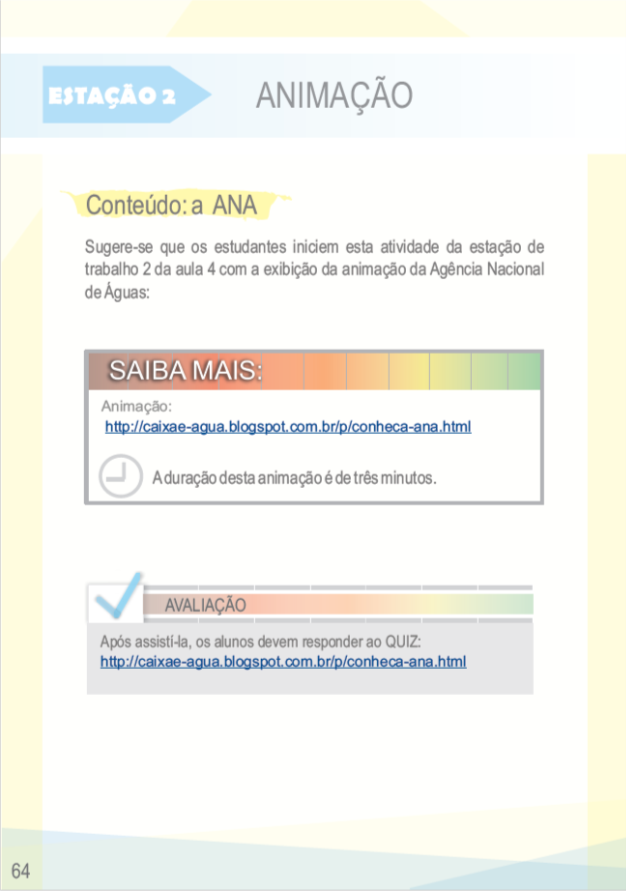 ESTAÇÃO 2
ANIMAÇÃO
Conteúdo: a ANA
Sugere-se que os estudantes iniciem esta atividade da estação de
trabalho 2 da aula 4 com a exibição da animação da Agência Nacional
de Águas:
SAIBA MAIS:
Animação:
http://caixae-agua.blogspot.com.br/p/conheca-ana.html
A duração desta animação é de três minutos.
AVALIAÇÃO
Após assistí-la, os alunos devem responder ao QUIZ:
http://caixae-agua.blogspot.com.br/p/conheca-ana.html
64